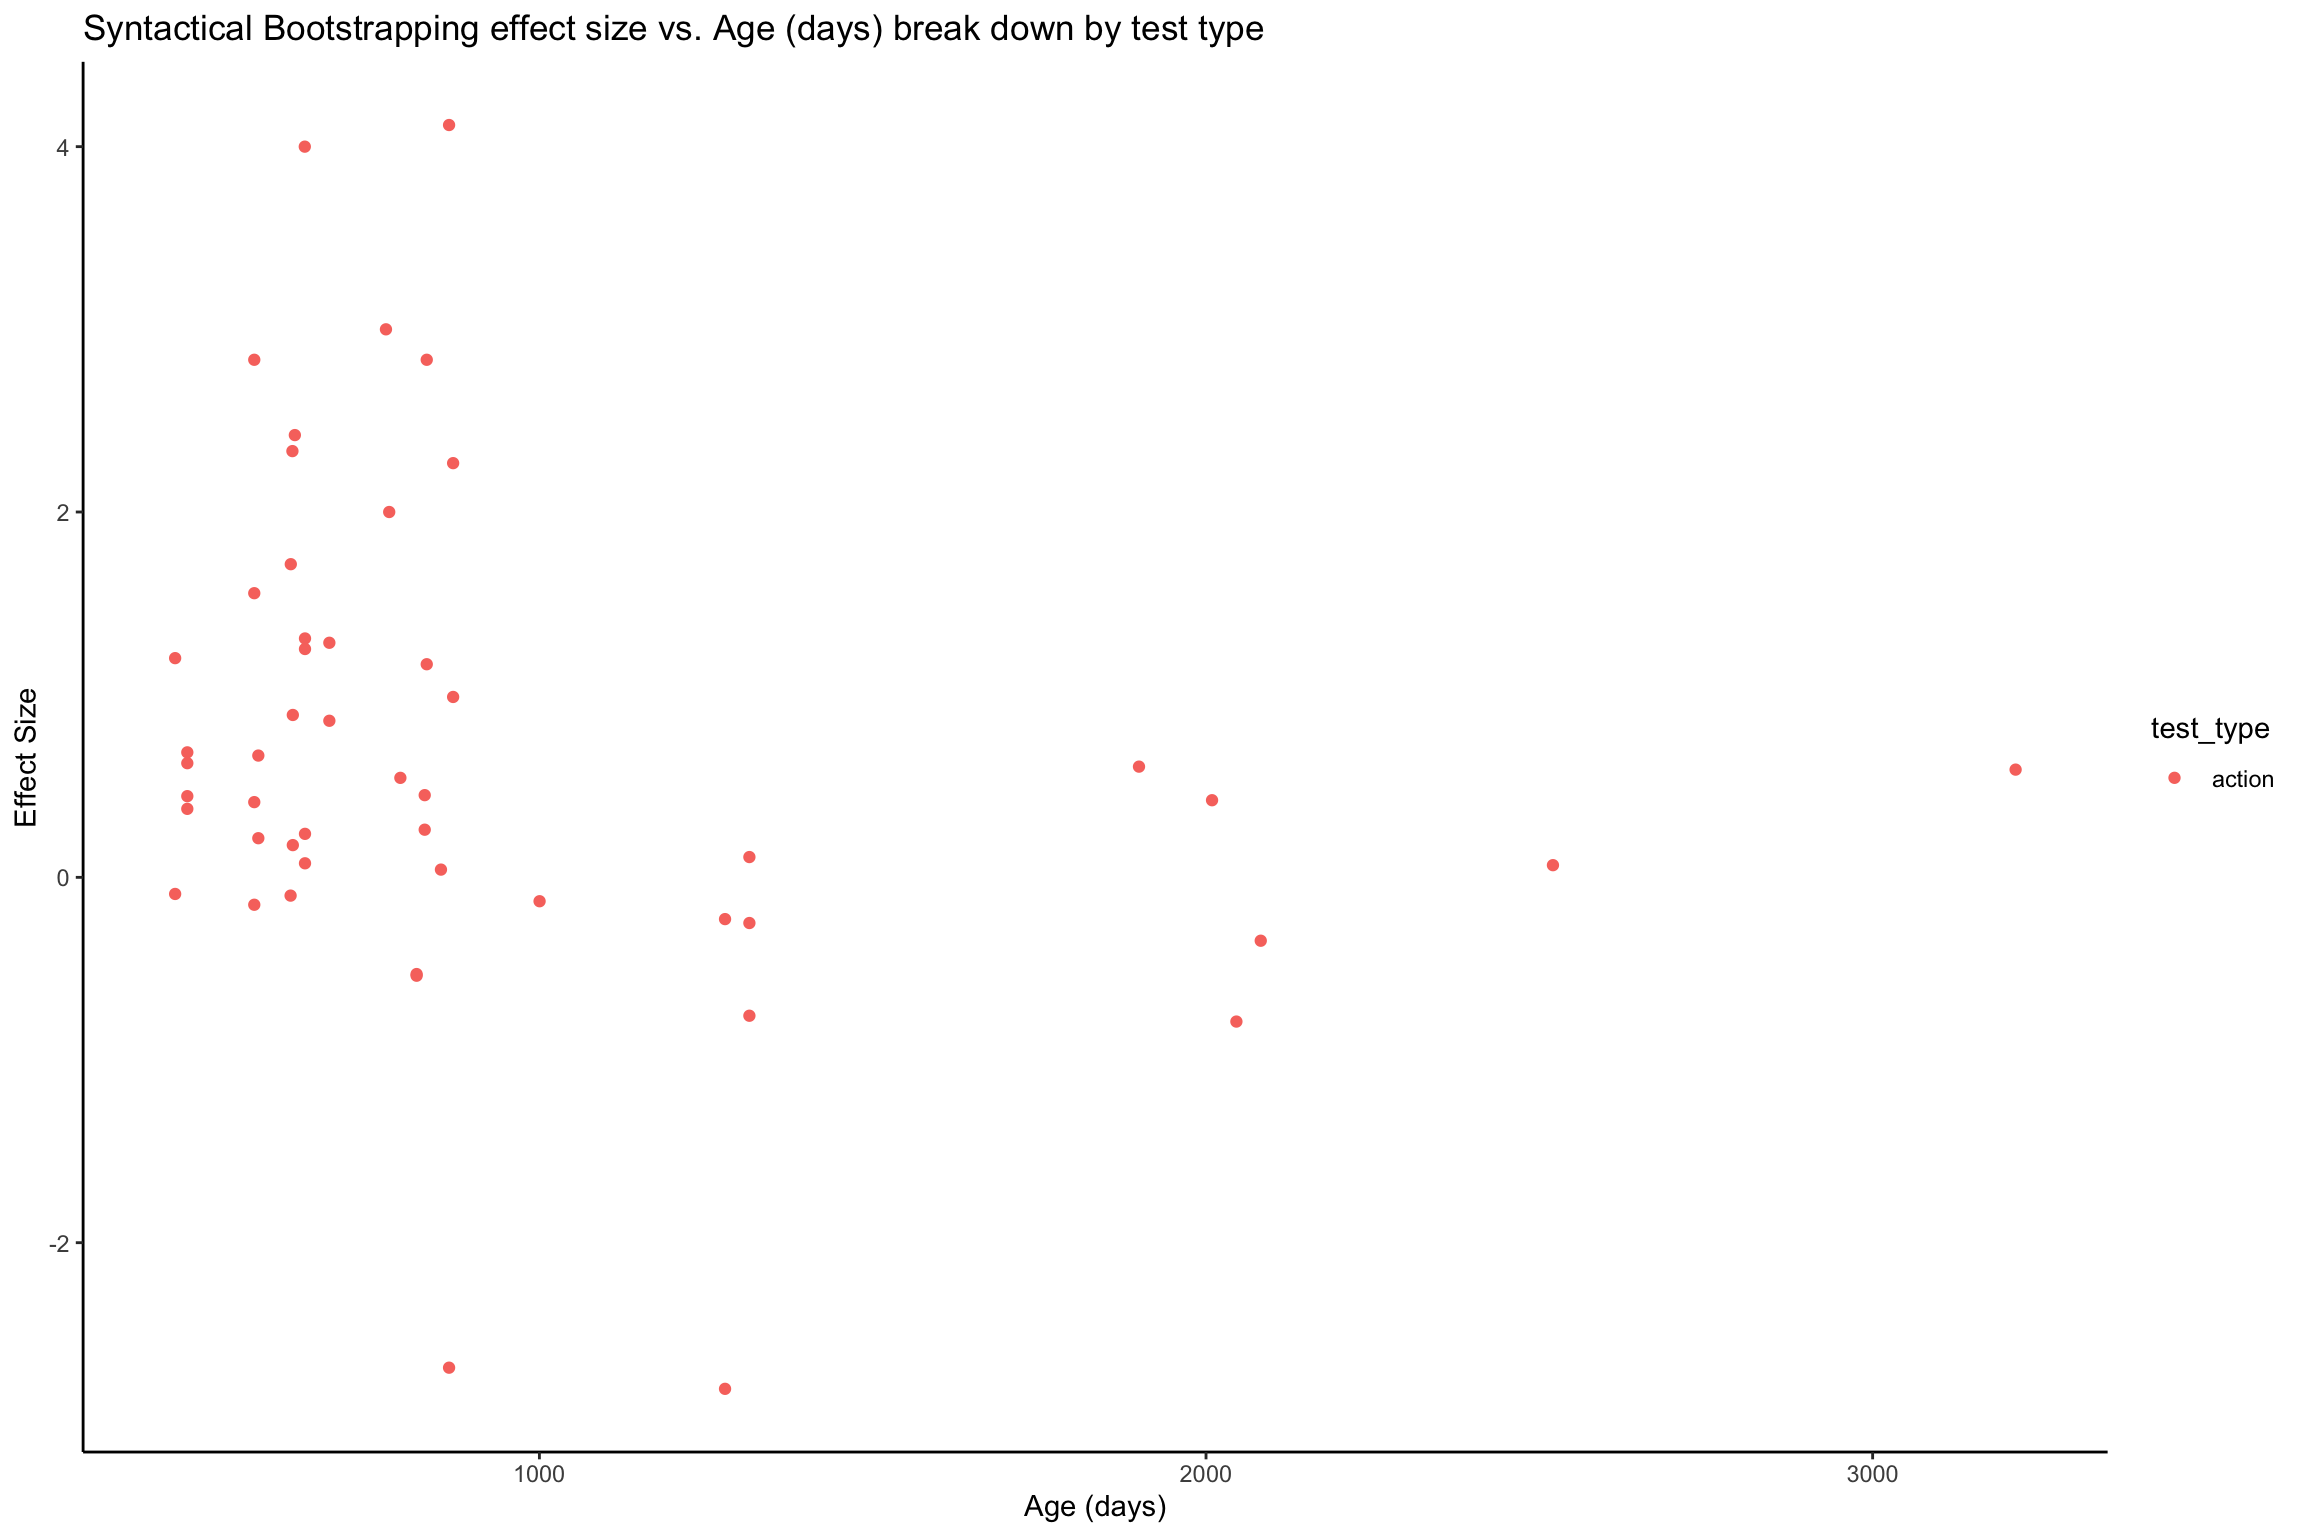 Syntactical Bootstrapping effect size vs. Age (days) break down by test type
4
2
0
-2
Effect Size
1000
2000
3000
Age (days)
test_type
action